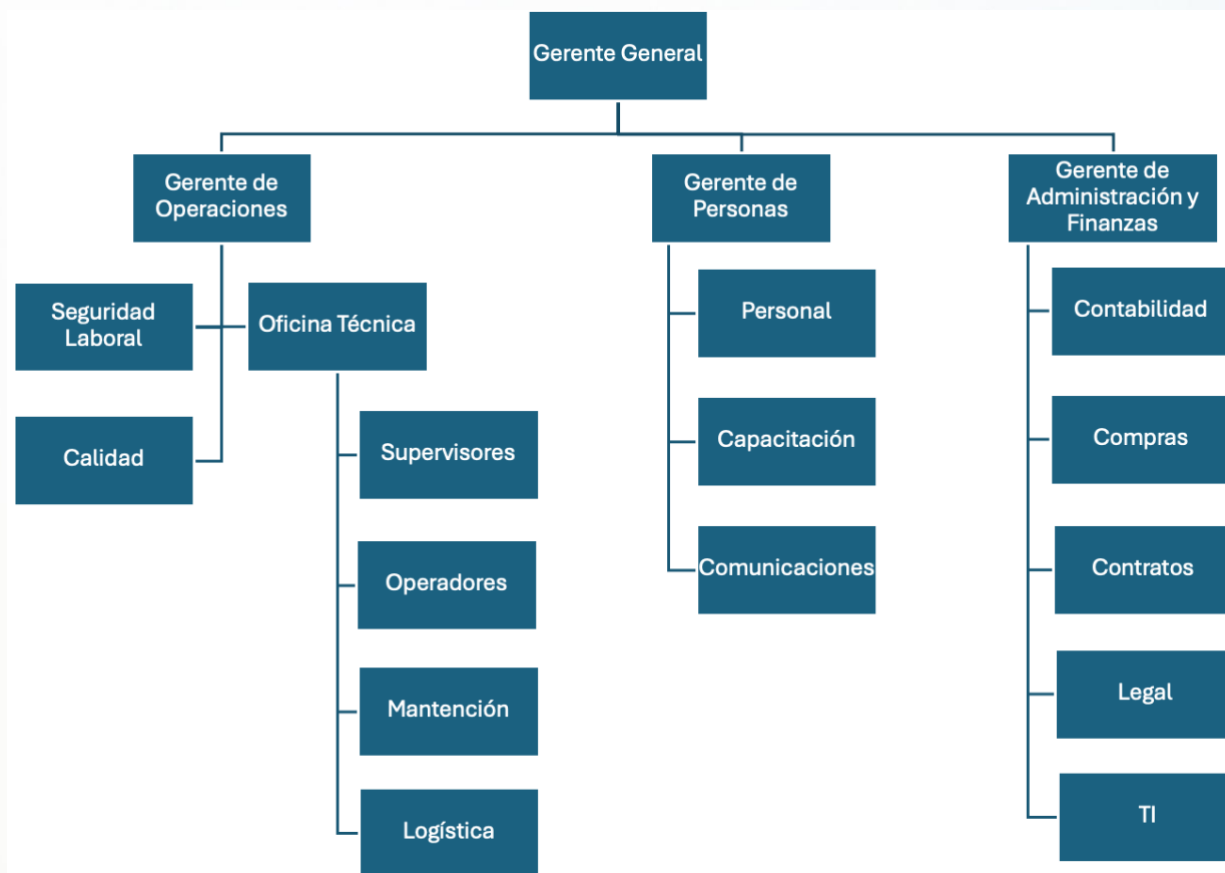 Gerente General
Gerente de
Operaciones
Gerente de
Personas
Gerente de
Administración y
Finanzas
Seguridad
Laboral
Oficina Técnica
Calidad
Supervisores
Operadores
Mantención
Logística
Personal
Capacitación
Comunicaciones
Contabilidad
Compras
Contratos
Legal
TI